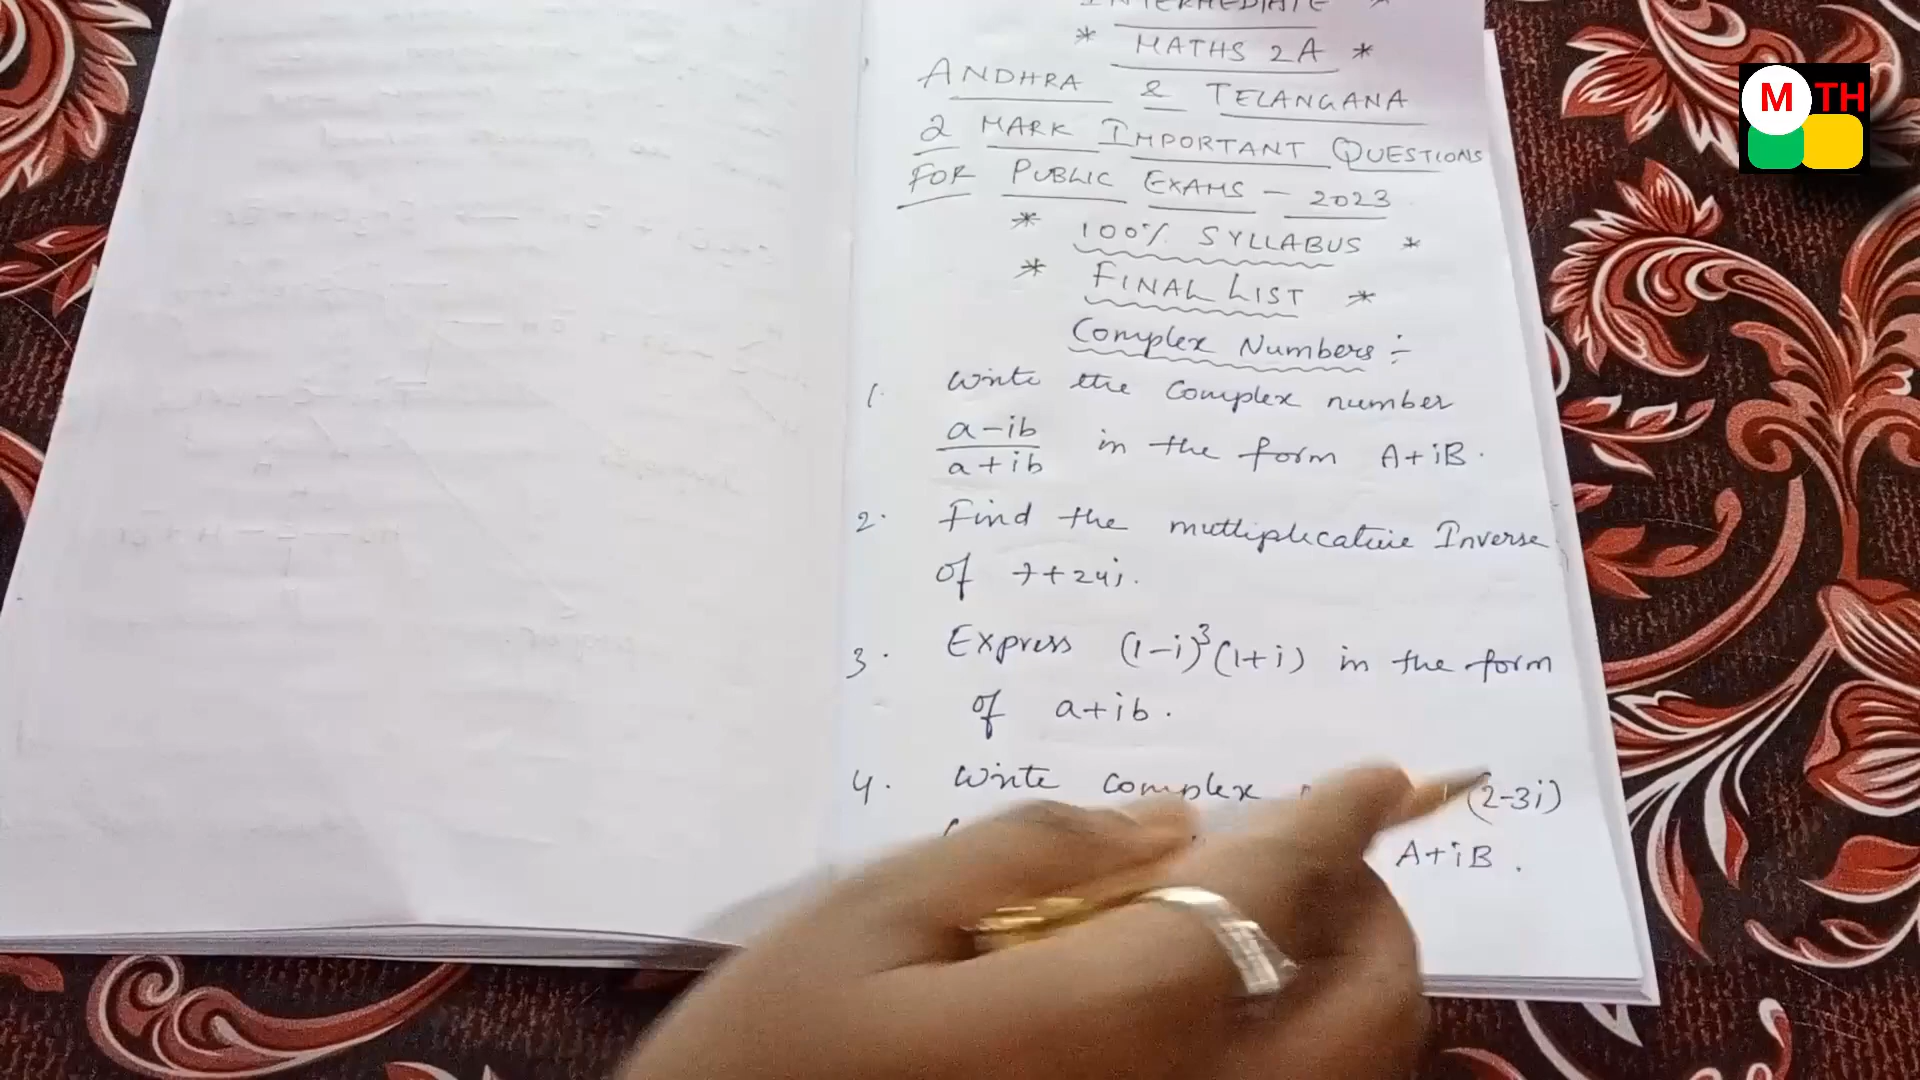 INTERMEDIATE *
* MATHS 2A *
ANDHRA & TELANGANA
2 MARK IMPORTANT QUESTIONS
FOR PUBLIC EXAMS - 2023
* 100% SYLLABUS *
* FINAL LIST *
Complex Numbers ÷
1. Write the complex number
a-ib
a+ib in the form A+iB.
2. Find the multiplicative Inverse
of 7+24i.
3. Express (1-i)³(1+i) in the form
of a+ib.
4. Write complex (2-3i)
A+iB.
M TH